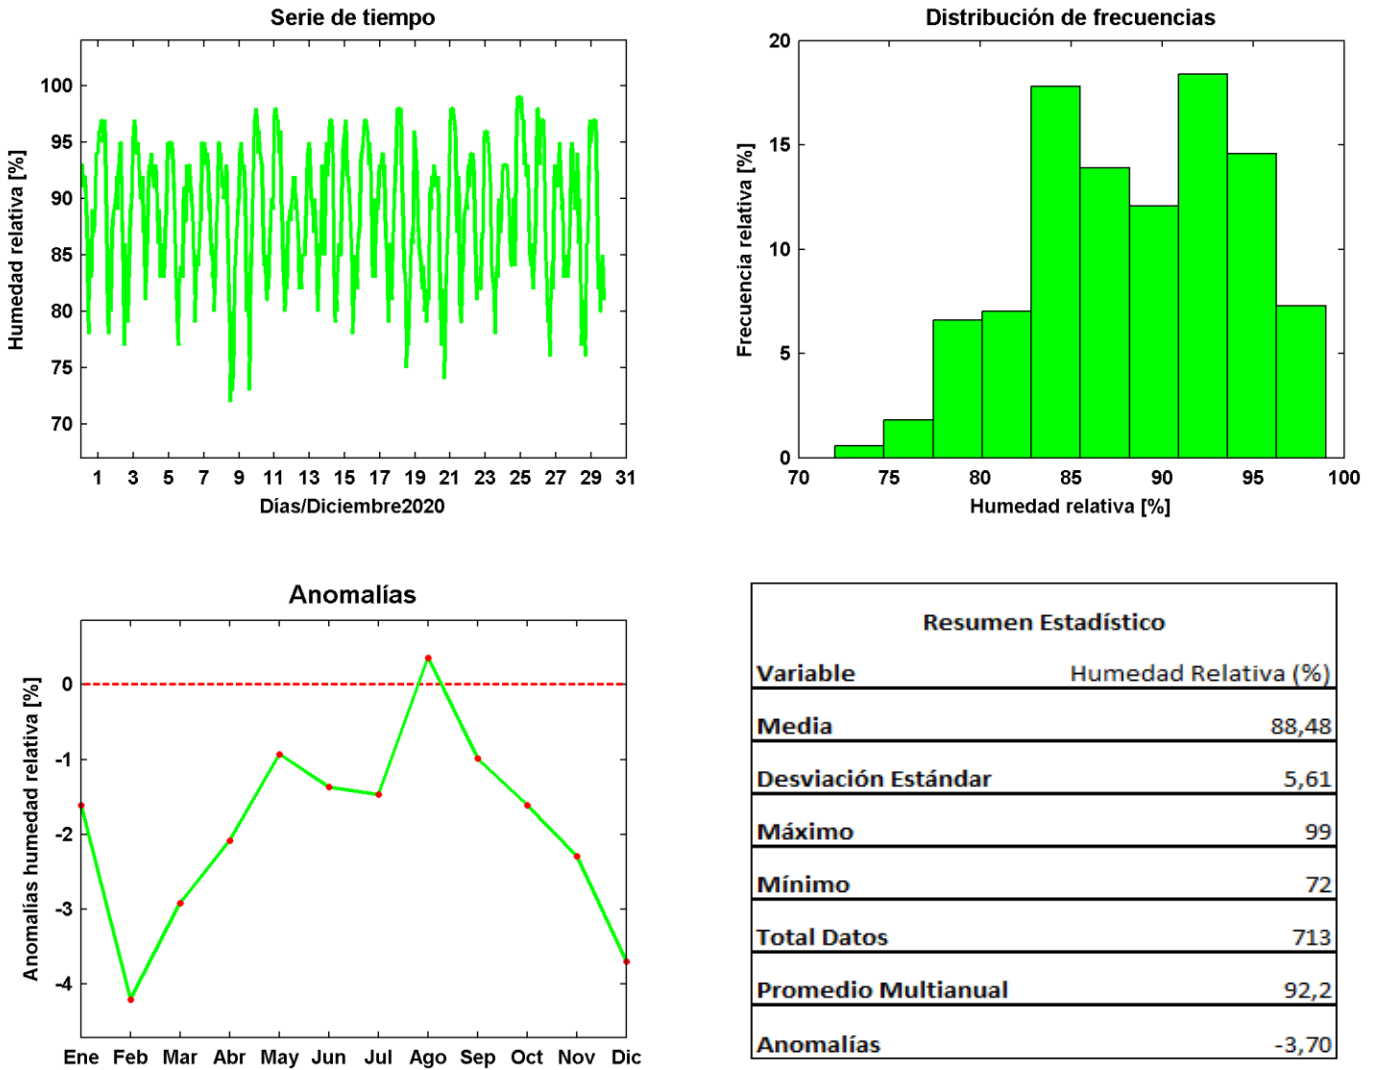 Serie de tiempo
Humedad relativa [%]
100
95
90
85
80
75
70
1 3 5 7 9 11 13 15 17 19 21 23 25 27 29 31
Días/Diciembre2020
Distribución de frecuencias
Frecuencia relativa [%]
20
15
10
5
0
70 75 80 85 90 95 100
Humedad relativa [%]
Anomalías
Anomalías humedad relativa [%]
0
-1
-2
-3
-4
Ene Feb Mar Abr May Jun Jul Ago Sep Oct Nov Dic
Resumen Estadístico
Variable Humedad Relativa (%)
Media 88,48
Desviación Estándar 5,61
Máximo 99
Mínimo 72
Total Datos 713
Promedio Multianual 92,2
Anomalías -3,70